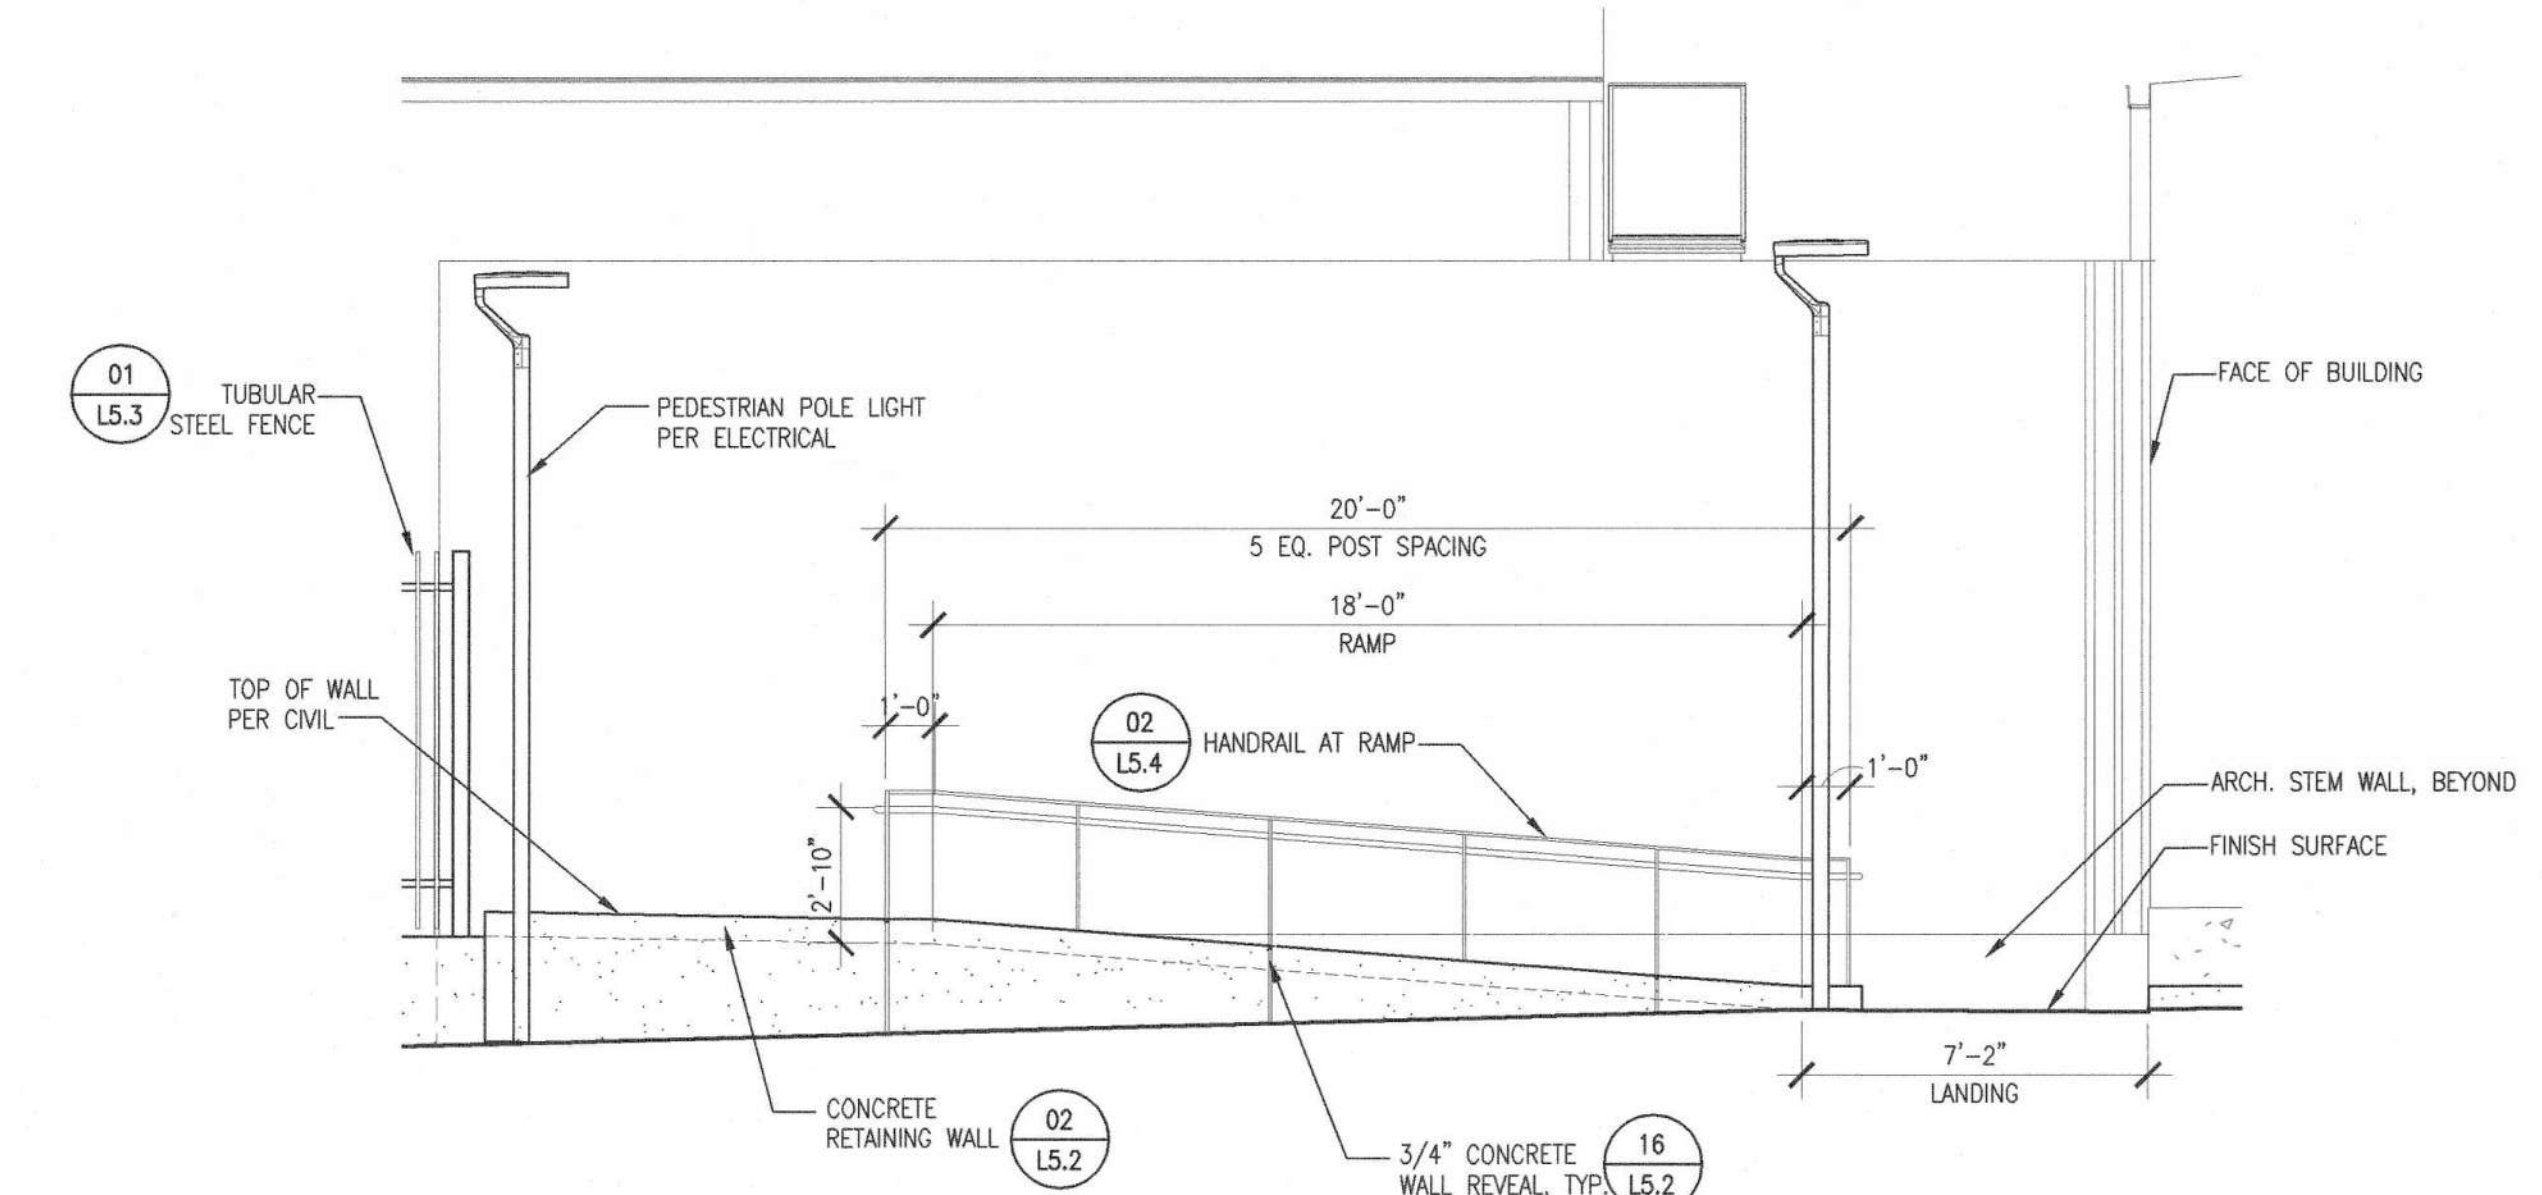 01
L5.3
TUBULAR
STEEL FENCE
PEDESTRIAN POLE LIGHT
PER ELECTRICAL
FACE OF BUILDING
20'-0"
5 EQ. POST SPACING
18'-0"
RAMP
TOP OF WALL
PER CIVIL
1'-0"
02
L5.4
HANDRAIL AT RAMP
1'-0"
ARCH. STEM WALL, BEYOND
FINISH SURFACE
2'-10"
7'-2"
LANDING
CONCRETE
RETAINING WALL
02
L5.2
3/4" CONCRETE
WALL REVEAL, TYP.
16
L5.2